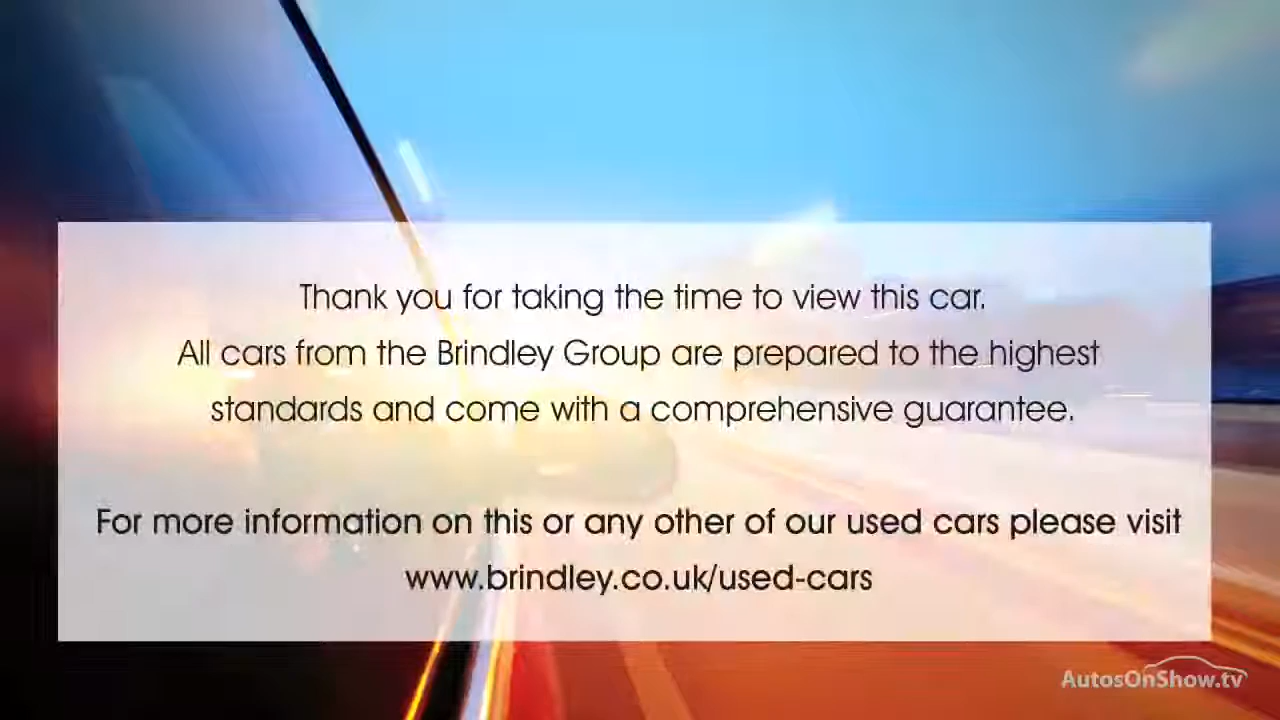 Thank you for taking the time to view this car.
All cars from the Brindley Group are prepared to the highest
standards and come with a comprehensive guarantee.
For more information on this or any other of our used cars please visit
www.brindley.co.uk/used-cars
AutosOnShow.tv